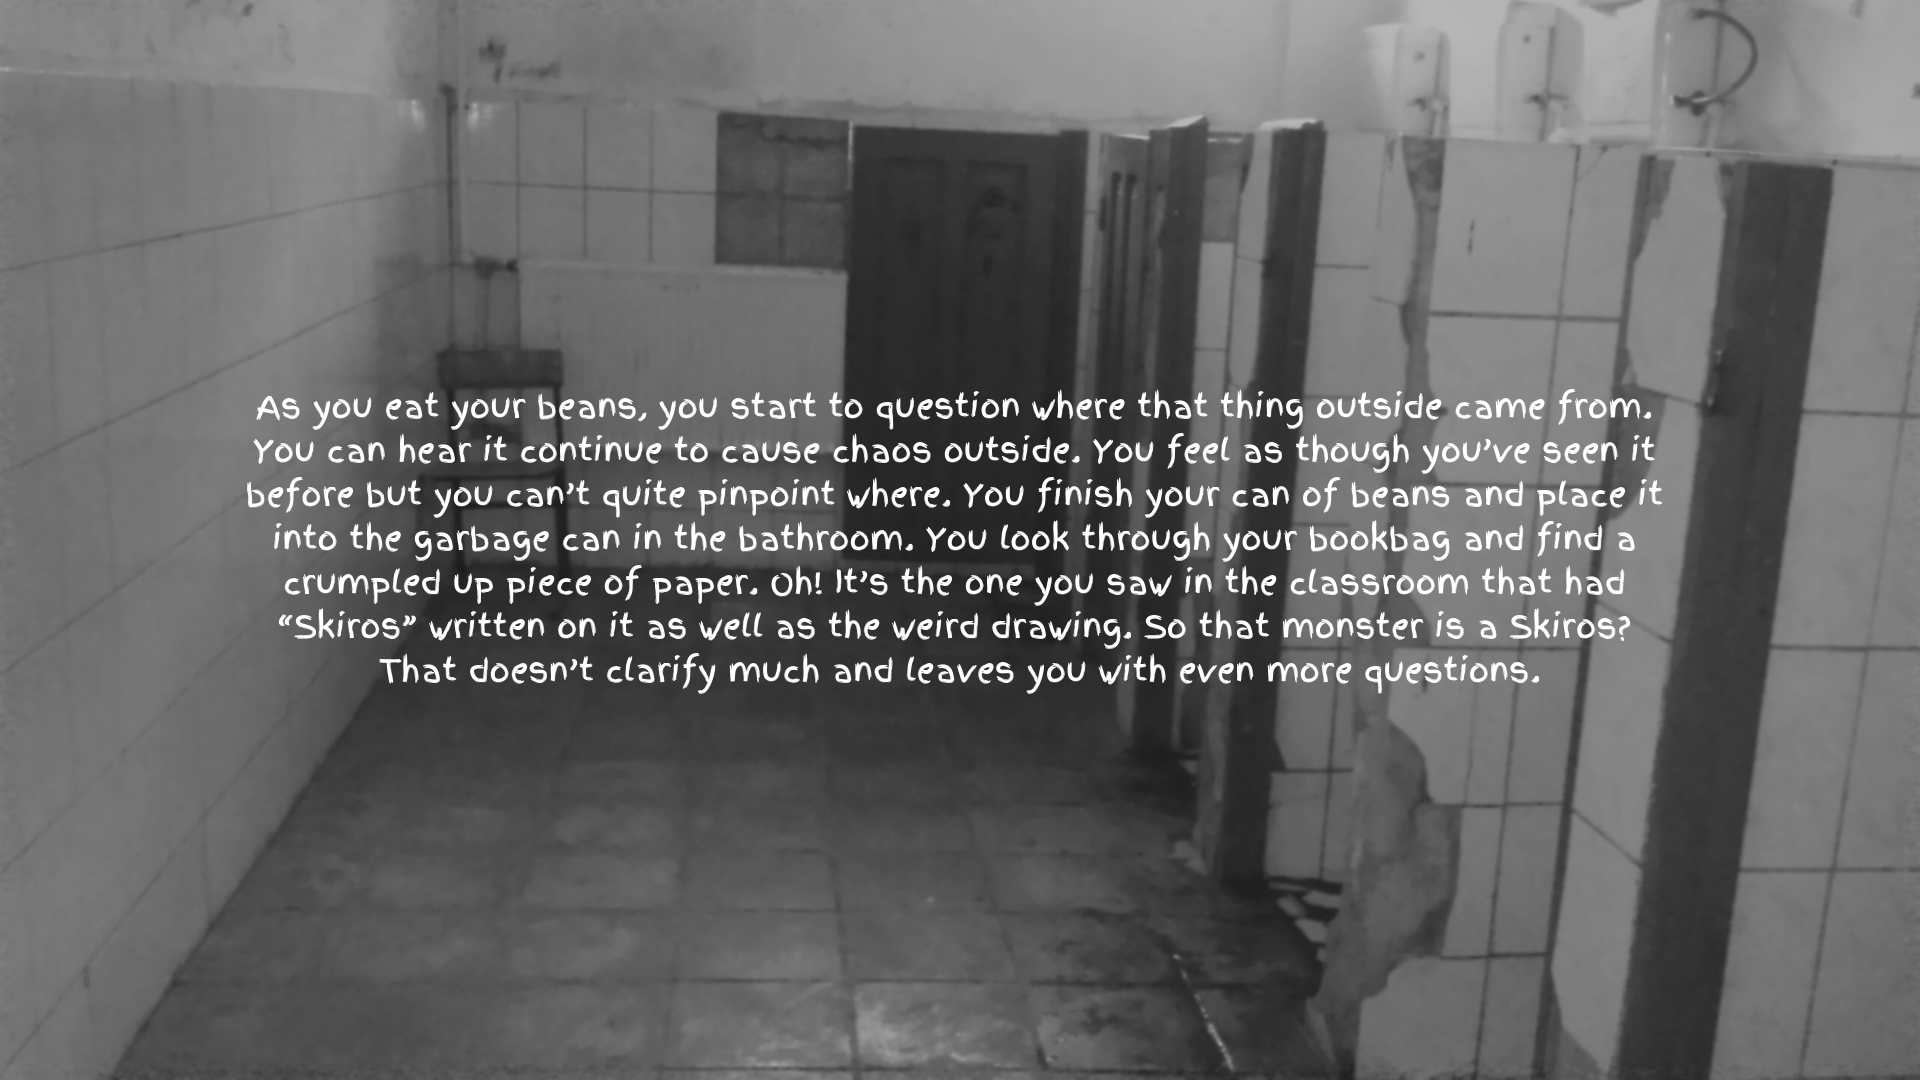 As you eat your beans, you start to question where that thing outside came from.
You can hear it continue to cause chaos outside. You feel as though you’ve seen it
before but you can’t quite pinpoint where. You finish your can of beans and place it
into the garbage can in the bathroom. You look through your bookbag and find a
crumpled up piece of paper. Oh! It’s the one you saw in the classroom that had
“Skiros” written on it as well as the weird drawing. So that monster is a Skiros?
That doesn’t clarify much and leaves you with even more questions.